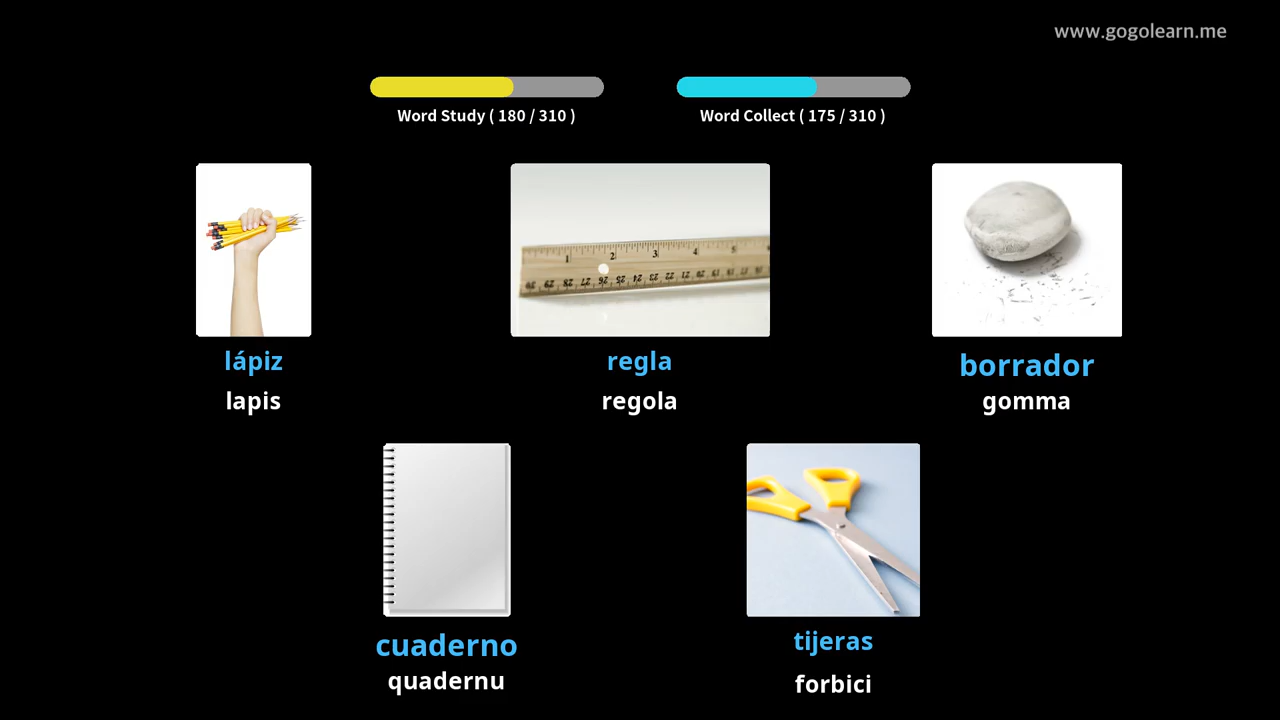 www.gogolearn.me
Word Study ( 180 / 310 )
Word Collect ( 175 / 310 )
lápiz
lapis
regla
regola
borrador
gomma
cuaderno
quadernu
tijeras
forbici